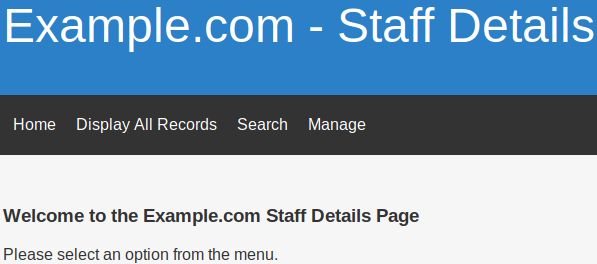 Example.com - Staff Details
Home Display All Records Search Manage
Welcome to the Example.com Staff Details Page
Please select an option from the menu.